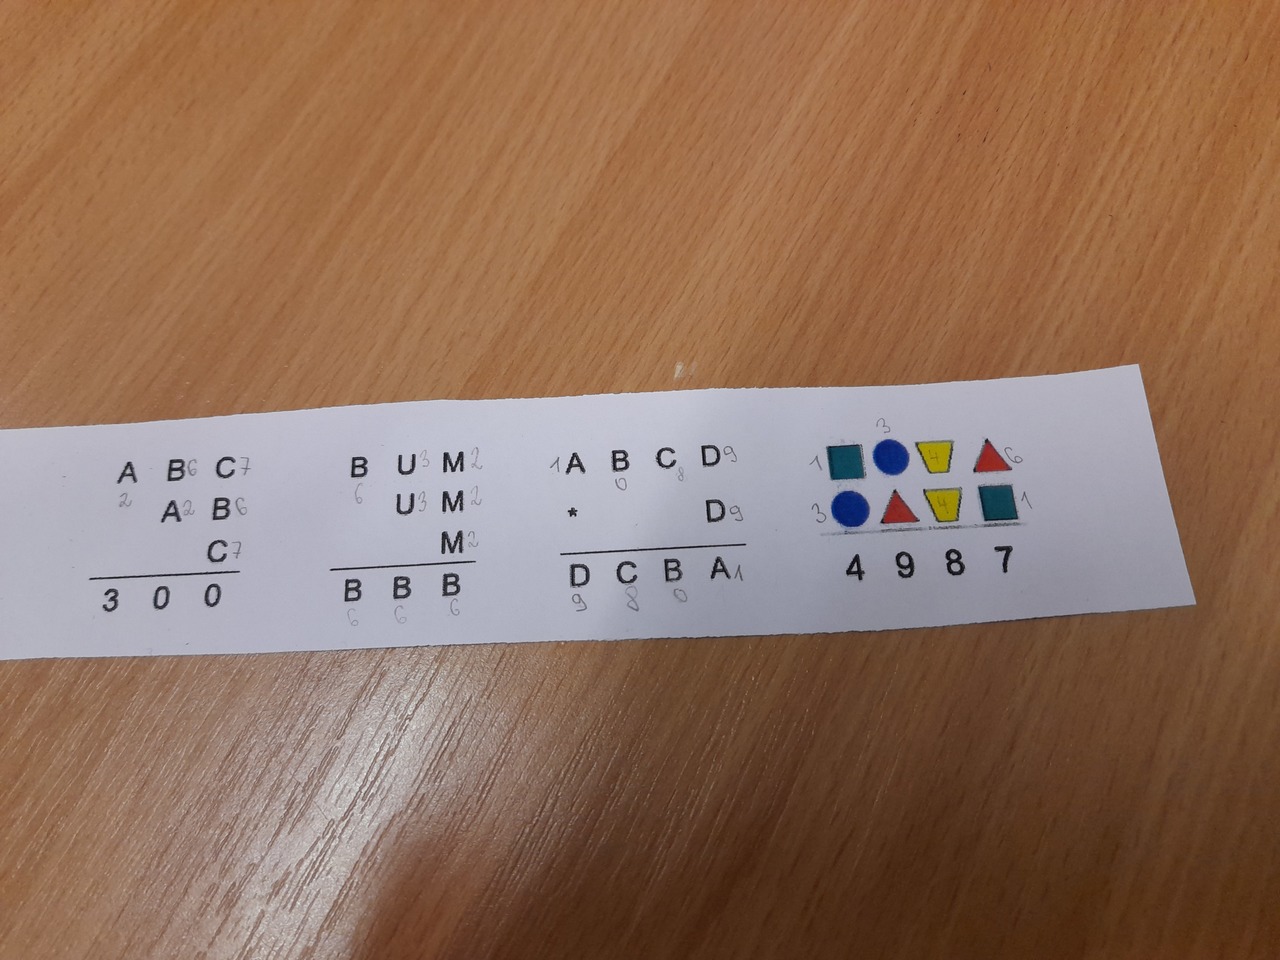 A B6 C7
2
A2 B6
C7
3 0 0
B U3 M2
6
U3 M2
M2
B B B
6 6 6
1A B C D9
0 8
* D9
D C B A1
9 8 0
3
1 4 6
3 4 1
4 9 8 7